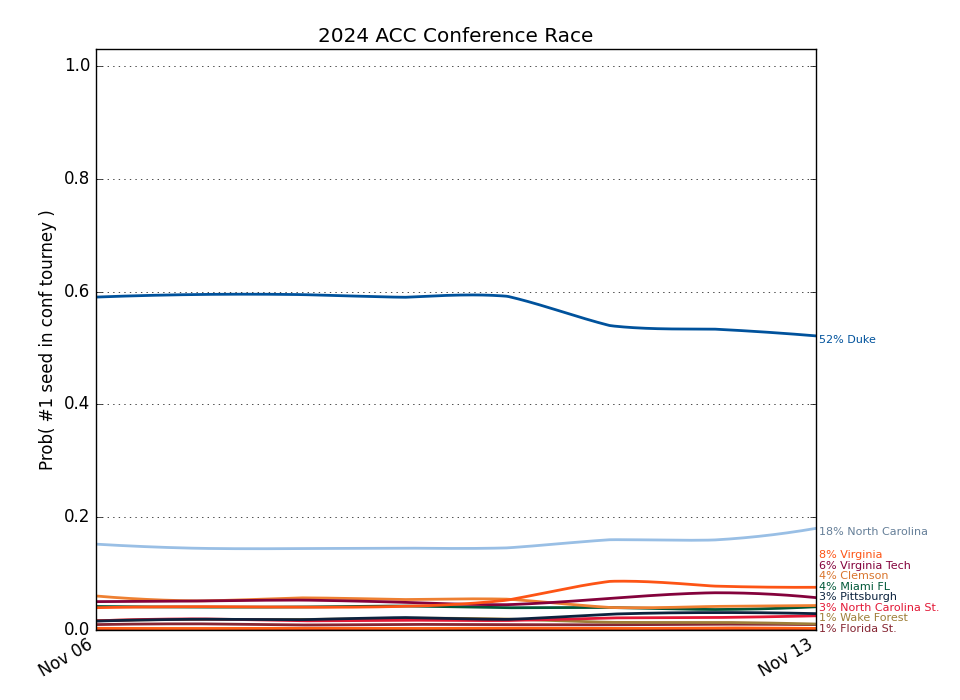 2024 ACC Conference Race
Prob( #1 seed in conf tourney )
1.0
0.8
0.6
0.4
0.2
0.0
Nov 06
Nov 13
52% Duke
18% North Carolina
8% Virginia
6% Virginia Tech
4% Clemson
4% Miami FL
3% Pittsburgh
3% North Carolina St.
1% Wake Forest
1% Florida St.